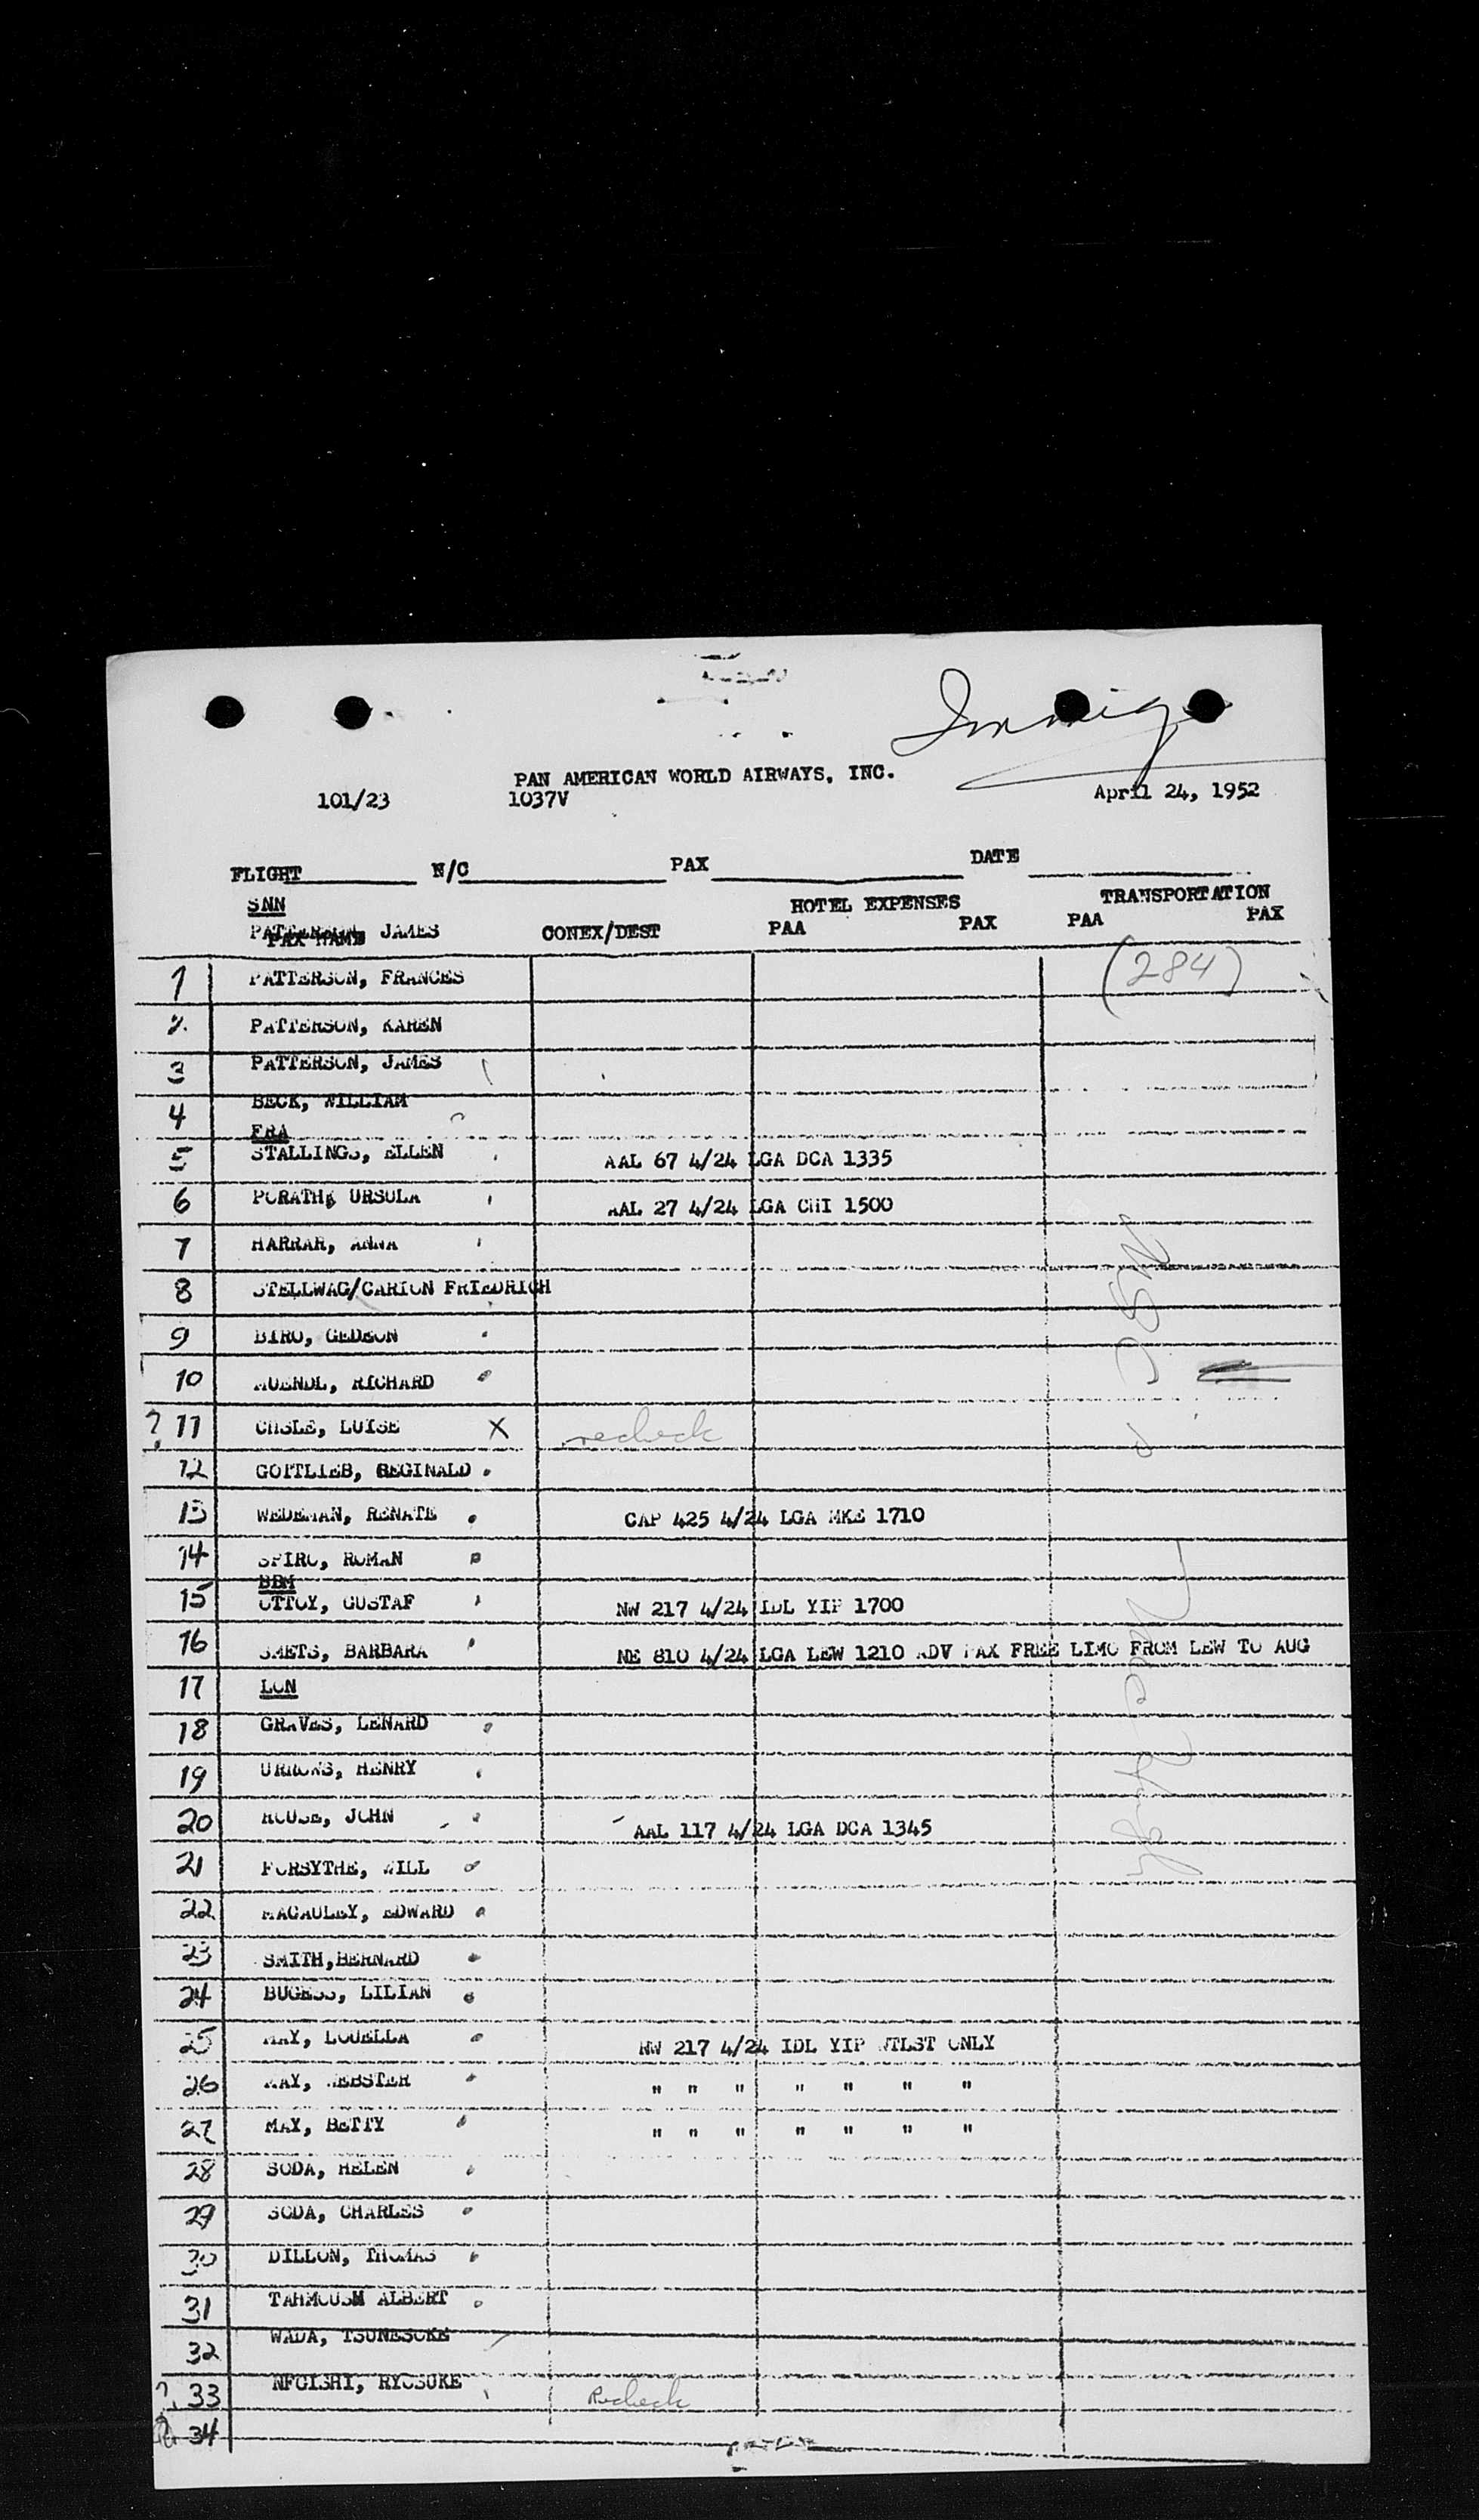 Immig
PAN AMERICAN WORLD AIRWAYS, INC.
101/23 1037V April 24, 1952
FLIGHT N/C PAX DATE
SNN HOTEL EXPENSES TRANSPORTATION
PATTERSON, JAMES
PAX NAME CONEX/DEST PAA PAX PAA PAX
1 PATTERSON, FRANCES (284)
2 PATTERSON, KAREN
3 PATTERSON, JAMES
4 BECK, WILLIAM
FRA
5 STALLINGS, ELLEN AAL 67 4/24 LGA DCA 1335
6 PORATH, URSULA AAL 27 4/24 LGA CHI 1500
7 HARRAR, ANNA
8 STELLWAG/CARION FRIEDRICH
9 BIRO, GEDEON
10 MUENDL, RICHARD
? 11 LUISE X recheck
12 GOTTLIEB, REGINALD
13 WEDEMAN, RENATE CAP 425 4/24 LGA MKE 1710
14 SPIRO, ROMAN
BBM
15 OTTOY, GUSTAF NW 217 4/24 IDL YIP 1700
16 SMETS, BARBARA NE 810 4/24 LGA LEW 1210 ADV PAX FREE LIMO FROM LEW TO AUG
17 LON
18 GRAVES, LENARD
19 HENRY
20 ROUSE, JOHN AAL 117 4/24 LGA DCA 1345
21 FORSYTHE, WILL
22 MACAULEY, EDWARD
23 SMITH,BERNARD
24 BUGESS, LILIAN
25 MAY, LOUELLA NW 217 4/24 IDL YIP WTLST ONLY
26 MAY, WEBSTER " " " " " " "
27 MAY, BETTY " " " " " " "
28 SODA, HELEN
29 SODA, CHARLES
30 DILLON, THOMAS
31 TAHMOUSH ALBERT
32 WADA, TSUNESUKE
? 33 NFGISHI, RYOSUKE Recheck
34